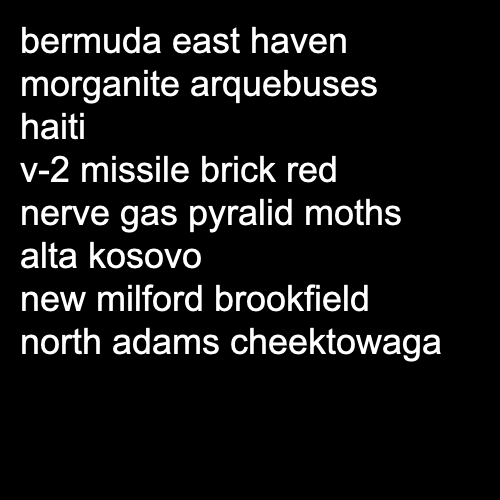 bermuda east haven
morganite arquebuses
haiti
v-2 missile brick red
nerve gas pyralid moths
alta kosovo
new milford brookfield
north adams cheektowaga